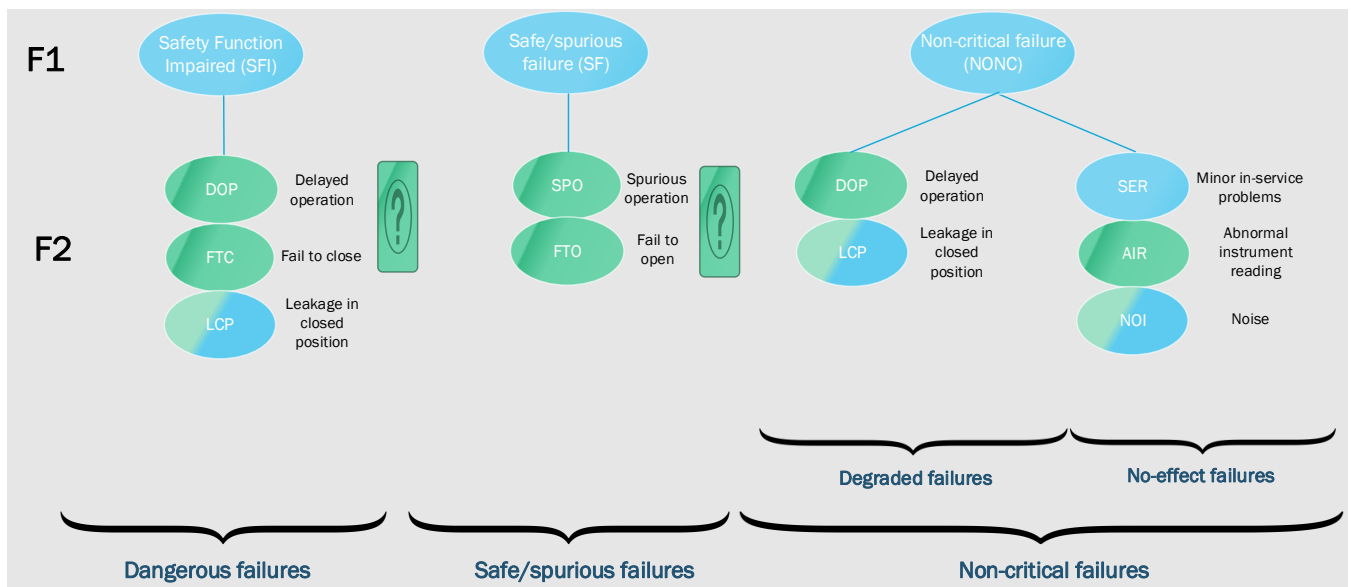 F1
Safety Function
Impaired (SFI)
Safe/spurious
failure (SF)
Non-critical failure
(NONC)
F2
DOP
Delayed
operation
FTC
Fail to close
LCP
Leakage in
closed
position
?
SPO
Spurious
operation
FTO
Fail to
open
?
DOP
Delayed
operation
LCP
Leakage in
closed
position
SER
Minor in-service
problems
AIR
Abnormal
instrument
reading
NOI
Noise
Degraded failures
No-effect failures
Dangerous failures
Safe/spurious failures
Non-critical failures